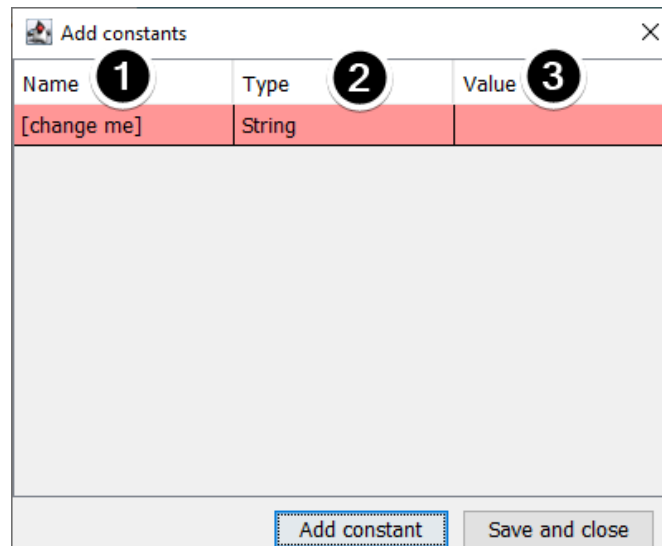 Add constants
Name 1 Type 2 Value 3
[change me] String
Add constant Save and close